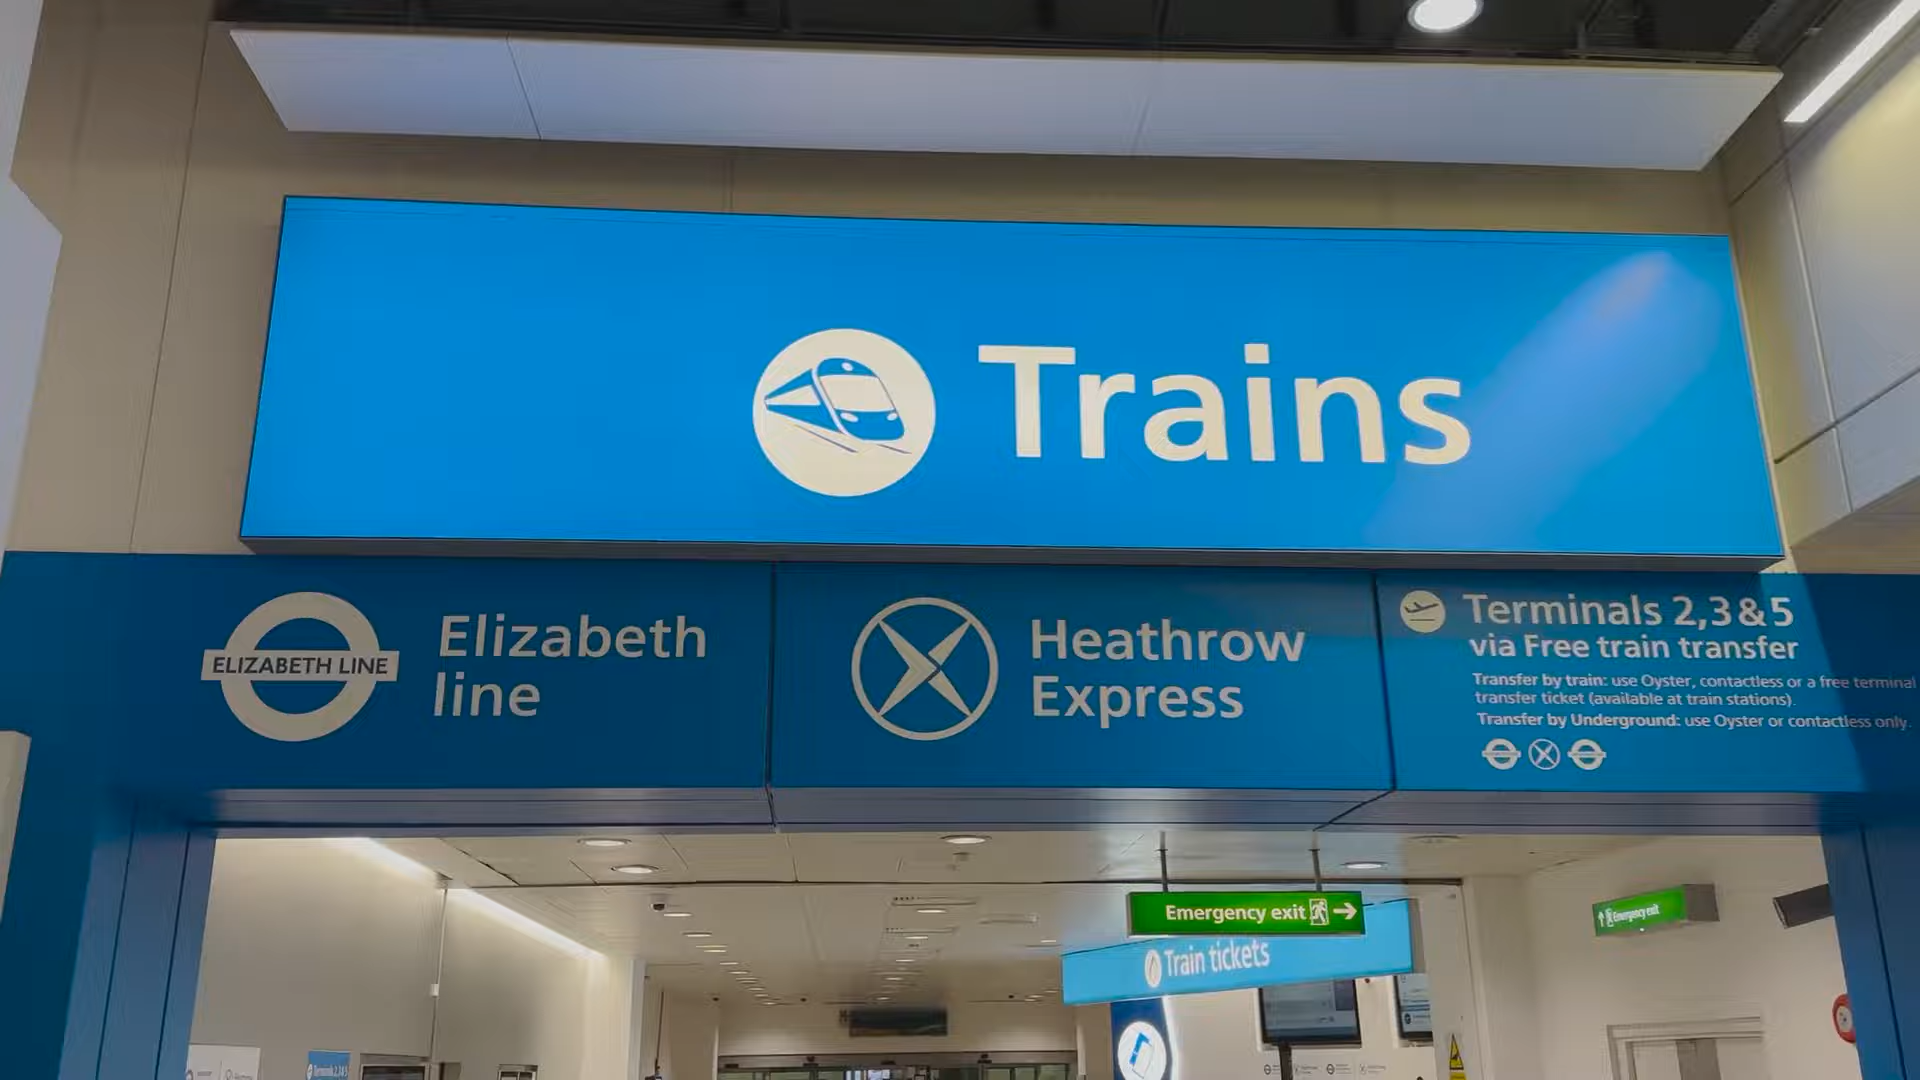 Trains
ELIZABETH LINE
Elizabeth
line
Heathrow
Express
Terminals 2,3&5
via Free train transfer
Transfer by train: use Oyster, contactless or a free terminal
transfer ticket (available at train stations).
Transfer by Underground: use Oyster or contactless only.
Emergency exit
Emergency exit
Train tickets